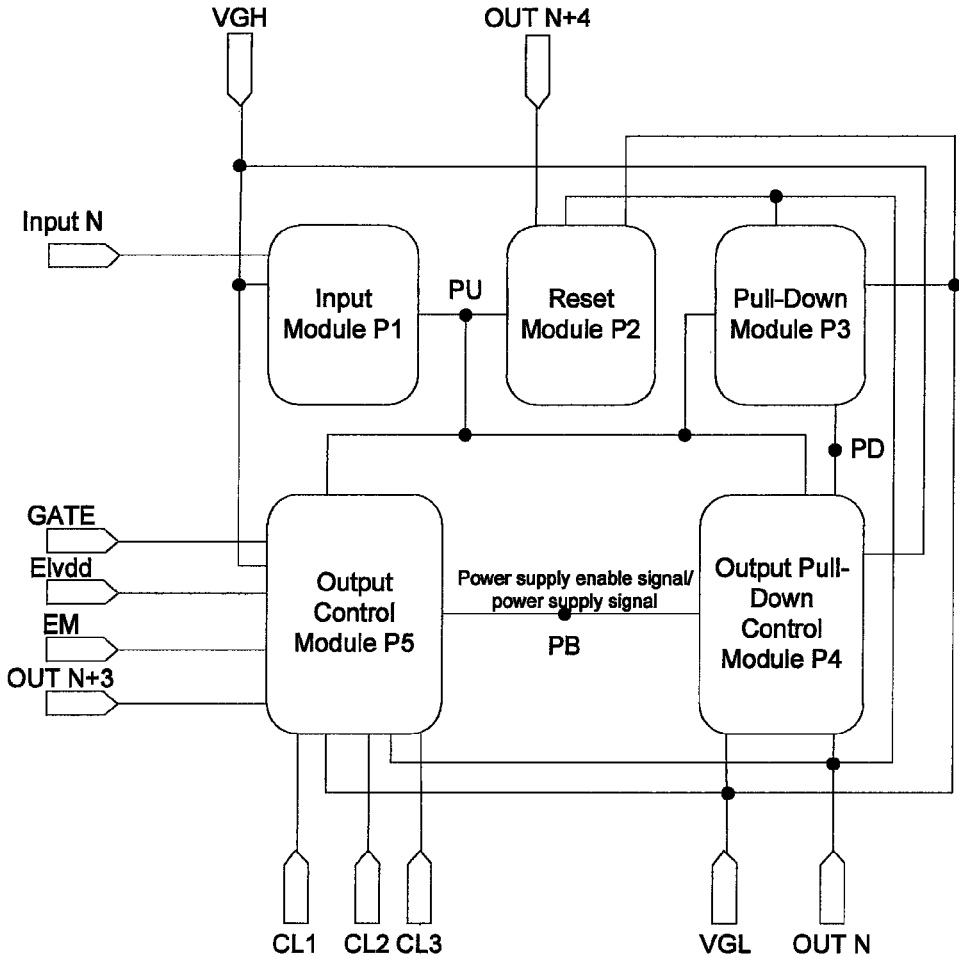 VGH
OUT N+4
Input N
Input
Module P1
PU
Reset
Module P2
Pull-Down
Module P3
PD
GATE
Elvdd
EM
OUT N+3
Output
Control
Module P5
Power supply enable signal/
power supply signal
PB
Output Pull-
Down
Control
Module P4
CL1
CL2
CL3
VGL
OUT N